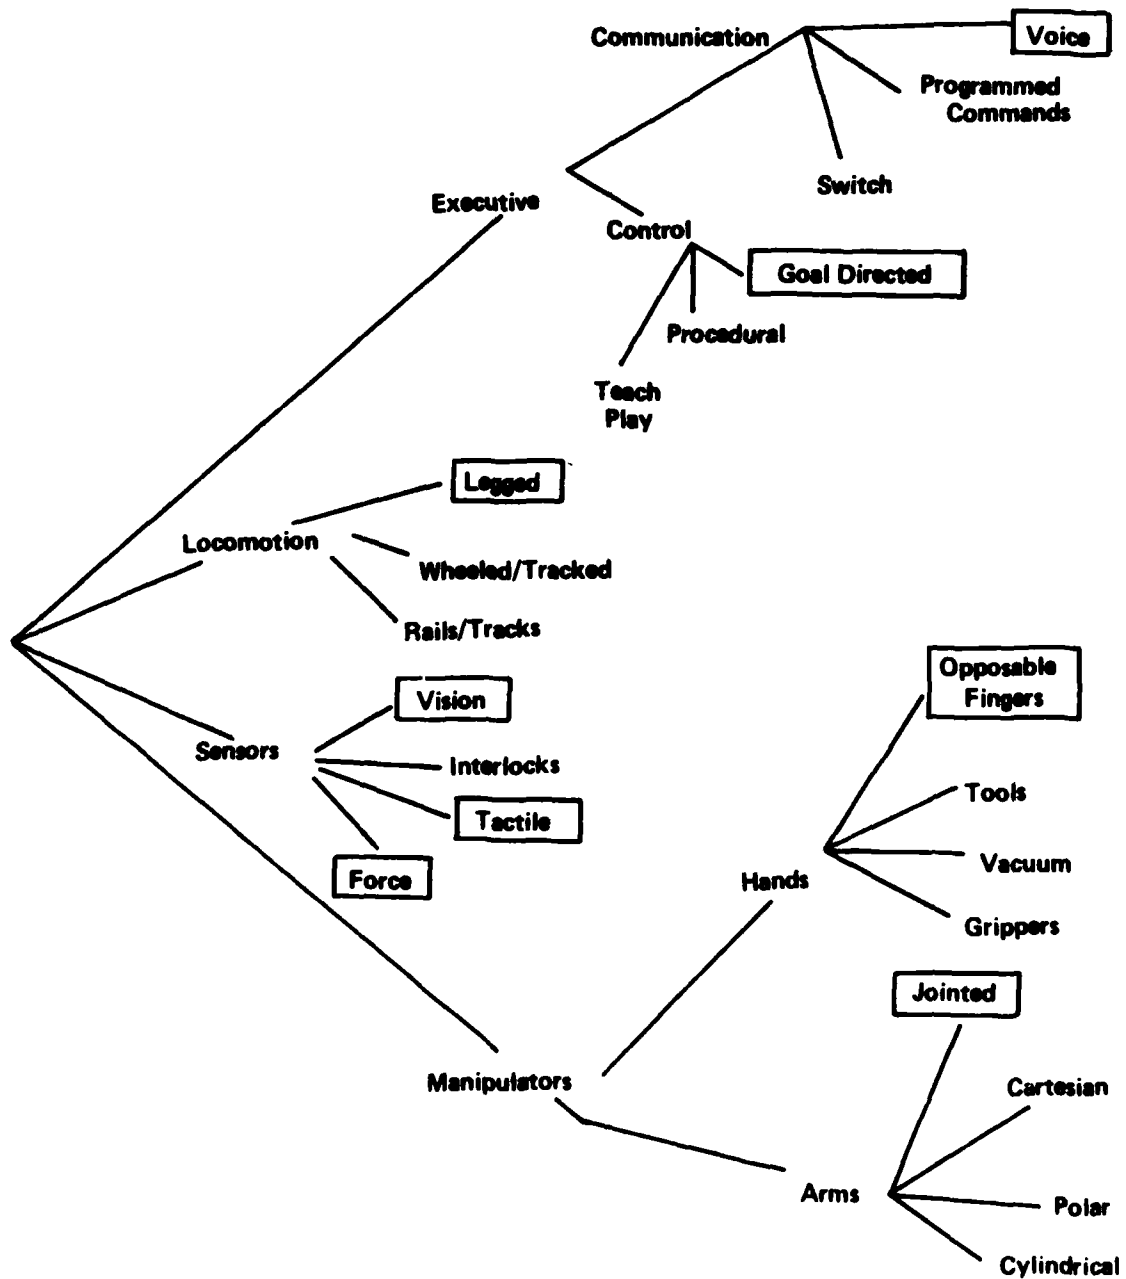 Communication
Voice
Programmed
Commands
Switch
Executive
Control
Goal Directed
Procedural
Teach
Play
Legged
Locomotion
Wheeled/Tracked
Rails/Tracks
Vision
Sensors
Interlocks
Tactile
Force
Opposable
Fingers
Tools
Hands
Vacuum
Grippers
Jointed
Manipulators
Cartesian
Arms
Polar
Cylindrical